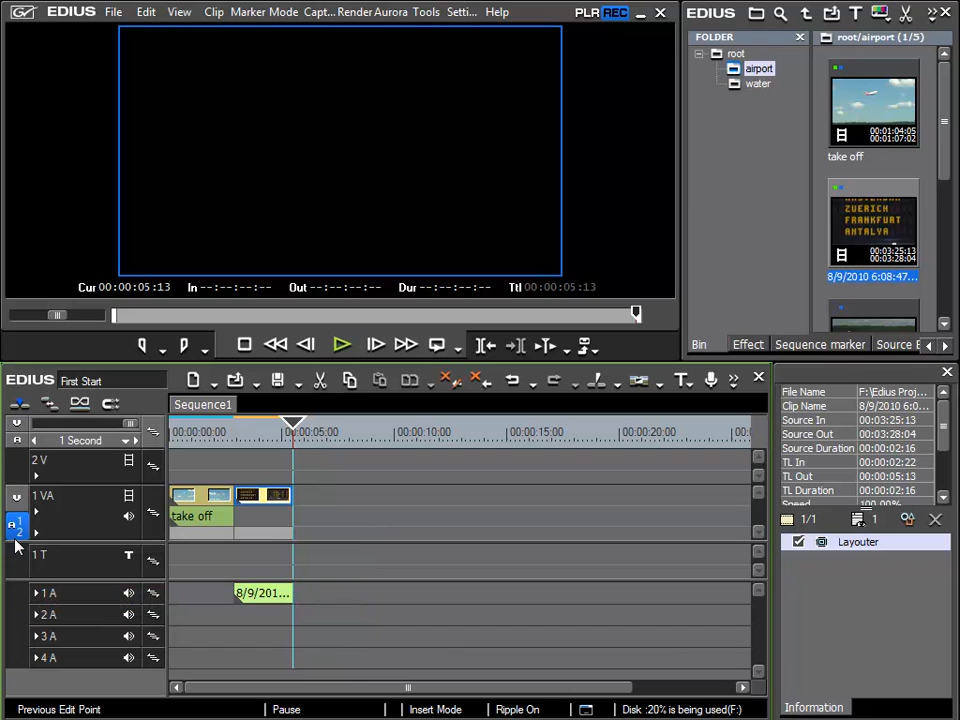 File Edit View Clip Marker Mode Capt... Render Aurora Tools Setti... Help PLR REC
Cur 00:00:05:13 In --:--:--:-- Out --:--:--:-- Dur --:--:--:-- Ttl 00:00:05:13
EDIUS
FOLDER
root
airport
water
root/airport (1/5)
00:01:04:05
00:01:07:02
take off
ZUERICH
FRANKFURT
ANTALYA
00:03:25:13
00:03:28:04
8/9/2010 6:08:47...
Bin Effect Sequence marker Source E
EDIUS First Start
Sequence1
1 Second
00:00:00:00 00:00:05:00 00:00:10:00 00:00:15:00 00:00:20:00
2 V
1 VA
take off
1 T
1 A
8/9/201...
2 A
3 A
4 A
Previous Edit Point Pause Insert Mode Ripple On Disk :20% is being used(F:)
File Name F:\Edius Proj...
Clip Name 8/9/2010 6:0...
Source In 00:03:25:13
Source Out 00:03:28:04
Source Duration 00:00:02:16
TL In 00:00:02:22
TL Out 00:00:05:13
TL Duration 00:00:02:16
1/1 1
Layouter
Information